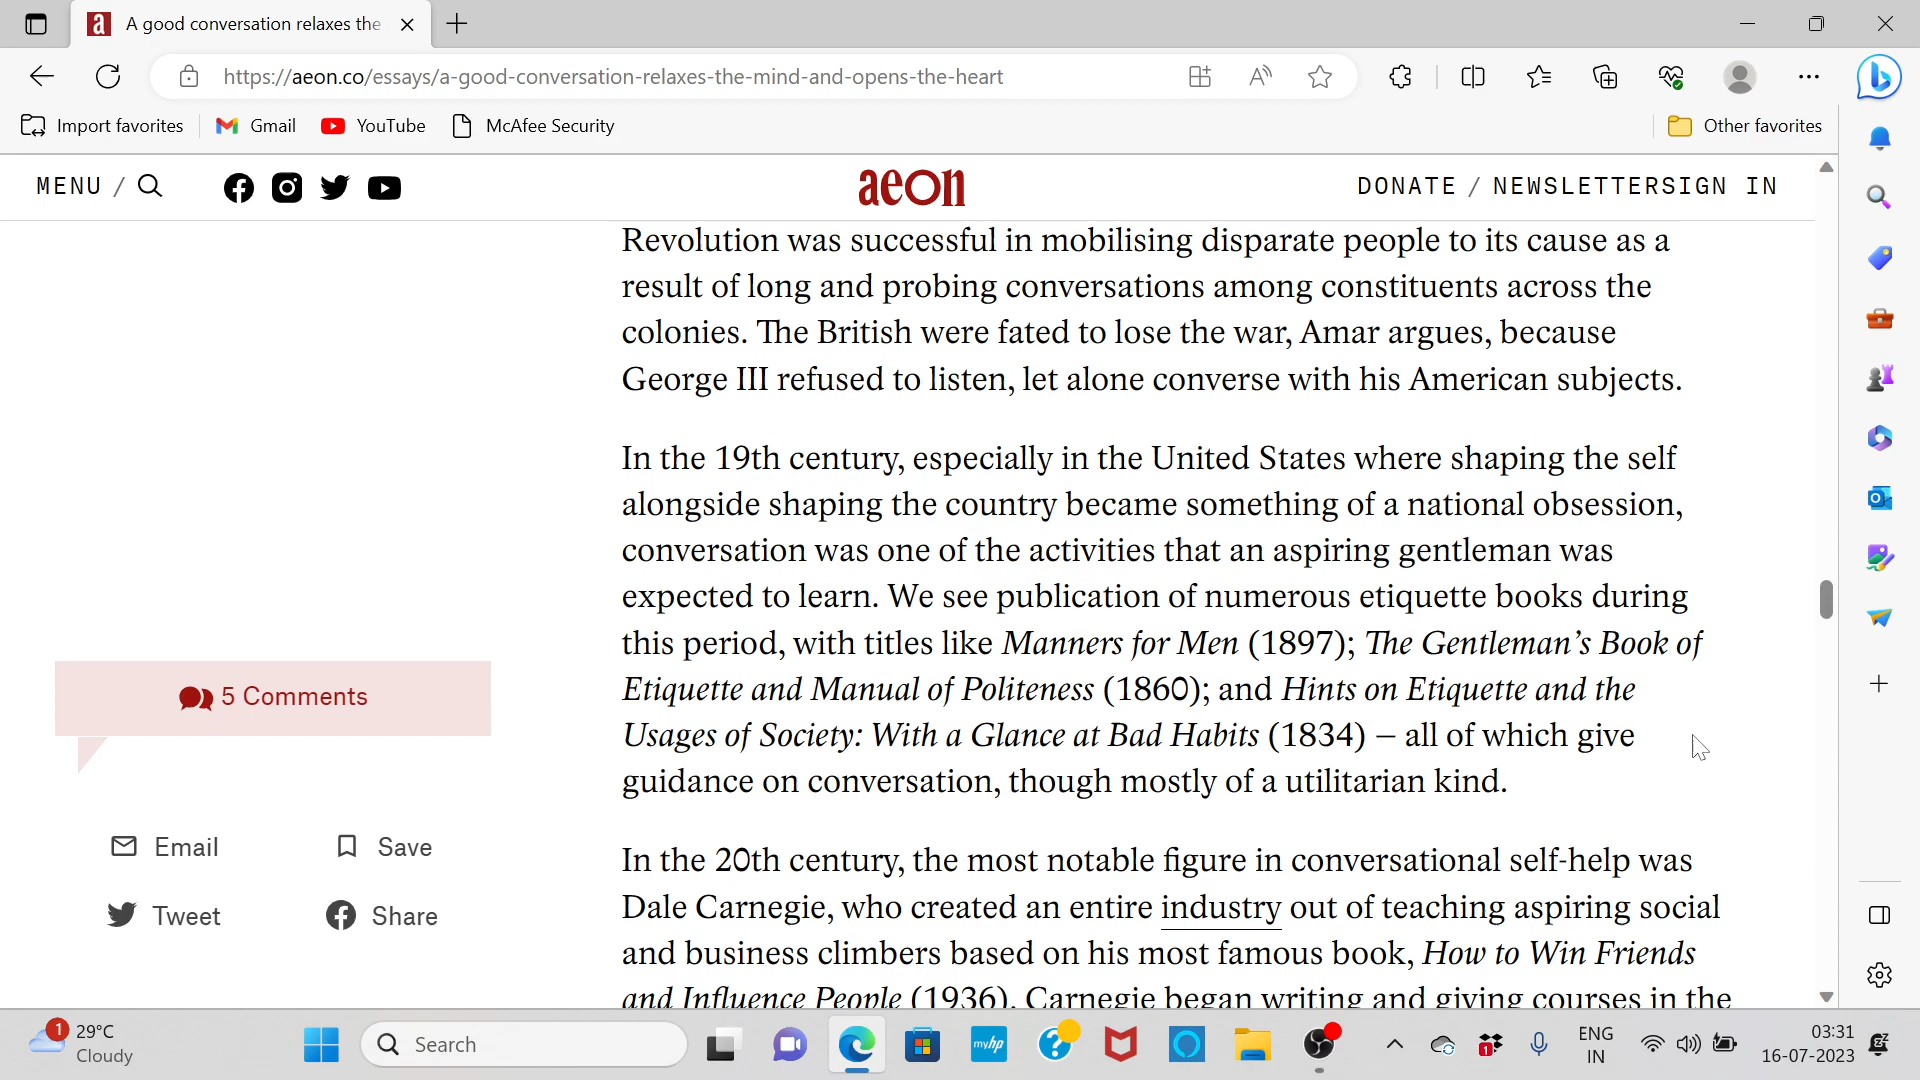 A good conversation relaxes the
https://aeon.co/essays/a-good-conversation-relaxes-the-mind-and-opens-the-heart
Import favorites
Gmail
YouTube
McAfee Security
Other favorites
MENU /
aeon
DONATE / NEWSLETTERSIGN IN
Revolution was successful in mobilising disparate people to its cause as a
result of long and probing conversations among constituents across the
colonies. The British were fated to lose the war, Amar argues, because
George III refused to listen, let alone converse with his American subjects.
In the 19th century, especially in the United States where shaping the self
alongside shaping the country became something of a national obsession,
conversation was one of the activities that an aspiring gentleman was
expected to learn. We see publication of numerous etiquette books during
this period, with titles like Manners for Men (1897); The Gentleman’s Book of
Etiquette and Manual of Politeness (1860); and Hints on Etiquette and the
Usages of Society: With a Glance at Bad Habits (1834) – all of which give
guidance on conversation, though mostly of a utilitarian kind.
In the 20th century, the most notable figure in conversational self-help was
Dale Carnegie, who created an entire industry out of teaching aspiring social
and business climbers based on his most famous book, How to Win Friends
and Influence People (1936). Carnegie began writing and giving courses in the
5 Comments
Email
Save
Tweet
Share
1
29°C
Cloudy
Search
myhp
1
ENG
IN
03:31
16-07-2023